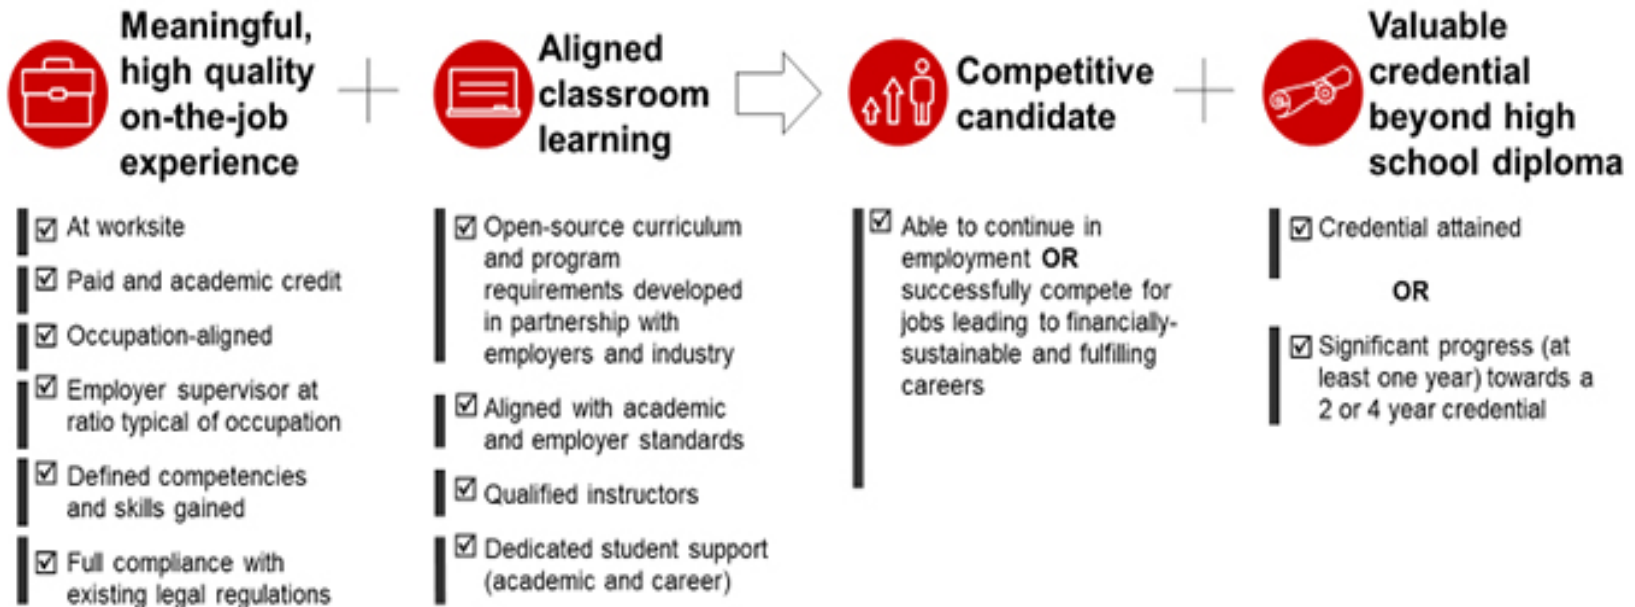 Meaningful,
high quality
on-the-job
experience
At worksite
Paid and academic credit
Occupation-aligned
Employer supervisor at
ratio typical of occupation
Defined competencies
and skills gained
Full compliance with
existing legal regulations
Aligned
classroom
learning
Open-source curriculum
and program
requirements developed
in partnership with
employers and industry
Aligned with academic
and employer standards
Qualified instructors
Dedicated student support
(academic and career)
Competitive
candidate
Able to continue in
employment OR
successfully compete for
jobs leading to financially-
sustainable and fulfilling
careers
Valuable
credential
beyond high
school diploma
Credential attained
OR
Significant progress (at
least one year) towards a
2 or 4 year credential